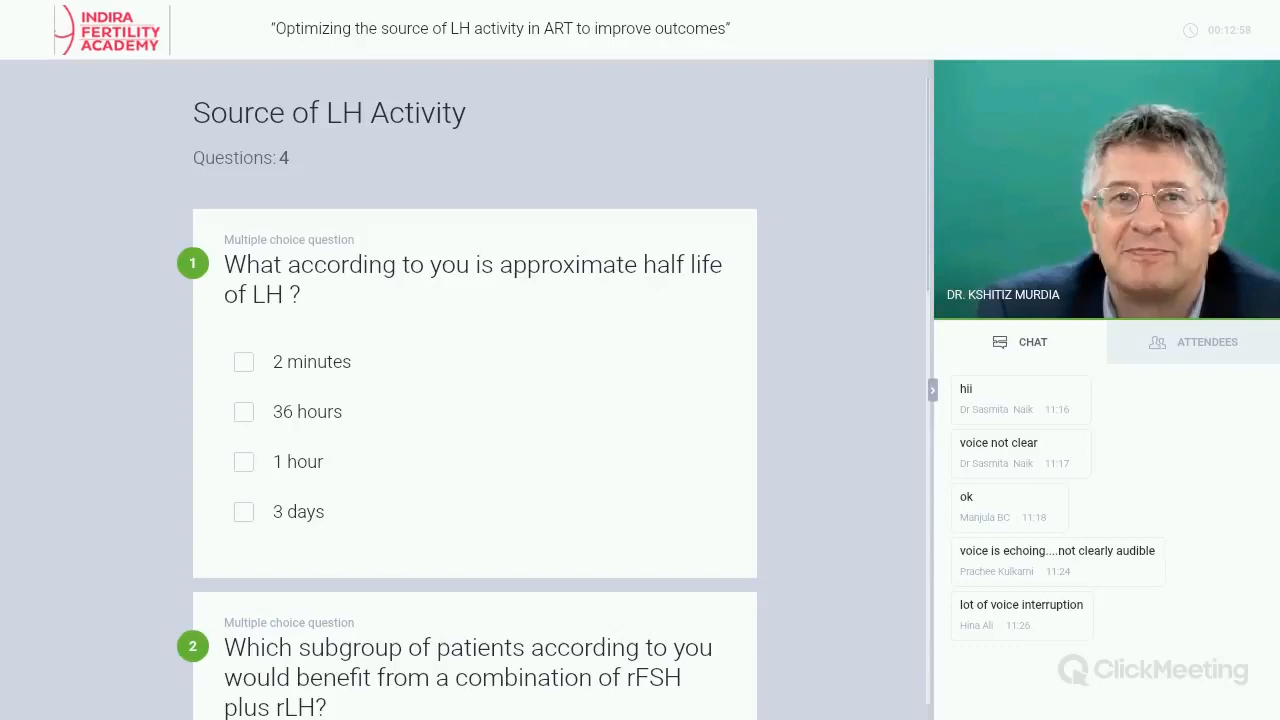 INDIRA
FERTILITY
ACADEMY
“Optimizing the source of LH activity in ART to improve outcomes”
00:12:58
Source of LH Activity
Questions: 4
Multiple choice question
1
What according to you is approximate half life
of LH ?
2 minutes
36 hours
1 hour
3 days
Multiple choice question
2
Which subgroup of patients according to you
would benefit from a combination of rFSH
plus rLH?
DR. KSHITIZ MURDIA
CHAT
ATTENDEES
hii
Dr Sasmita Naik 11:16
voice not clear
Dr Sasmita Naik 11:17
ok
Manjula BC 11:18
voice is echoing....not clearly audible
Prachee Kulkarni 11:24
lot of voice interruption
Hina Ali 11:26
ClickMeeting